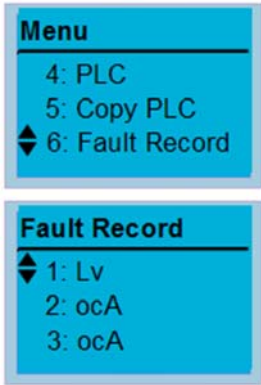 Menu
4: PLC
5: Copy PLC
6: Fault Record
Fault Record
1: Lv
2: ocA
3: ocA